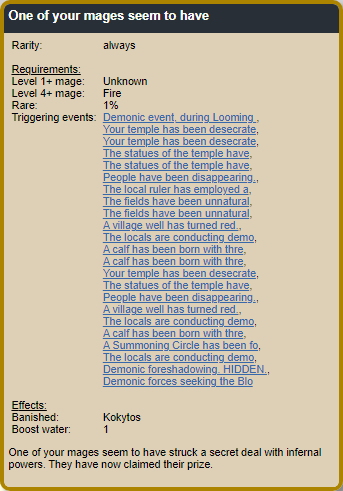 One of your mages seem to have
Rarity: always
Requirements:
Level 1+ mage: Unknown
Level 4+ mage: Fire
Rare: 1%
Triggering events: Demonic event, during Looming ,
Your temple has been desecrate,
Your temple has been desecrate,
The statues of the temple have,
The statues of the temple have,
People have been disappearing.,
The local ruler has employed a,
The fields have been unnatural,
The fields have been unnatural,
A village well has turned red.,
The locals are conducting demo,
A calf has been born with thre,
A calf has been born with thre,
Your temple has been desecrate,
The statues of the temple have,
People have been disappearing.,
A village well has turned red.,
The locals are conducting demo,
A calf has been born with thre,
A Summoning Circle has been fo,
The locals are conducting demo,
Demonic foreshadowing. HIDDEN.,
Demonic forces seeking the Blo
Effects:
Banished: Kokytos
Boost water: 1
One of your mages seem to have struck a secret deal with infernal
powers. They have now claimed their prize.